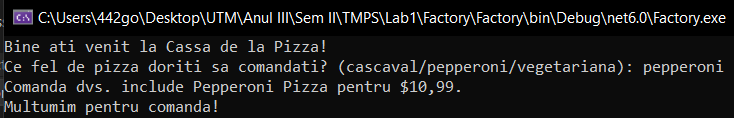 C:\Users\442go\Desktop\UTM\Anul III\Sem II\TMPS\Lab1\Factory\Factory\bin\Debug\net6.0\Factory.exe
Bine ati venit la Cassa de la Pizza!
Ce fel de pizza doriti sa comandati? (cascaval/pepperoni/vegetariana): pepperoni
Comanda dvs. include Pepperoni Pizza pentru $10,99.
Multumim pentru comanda!